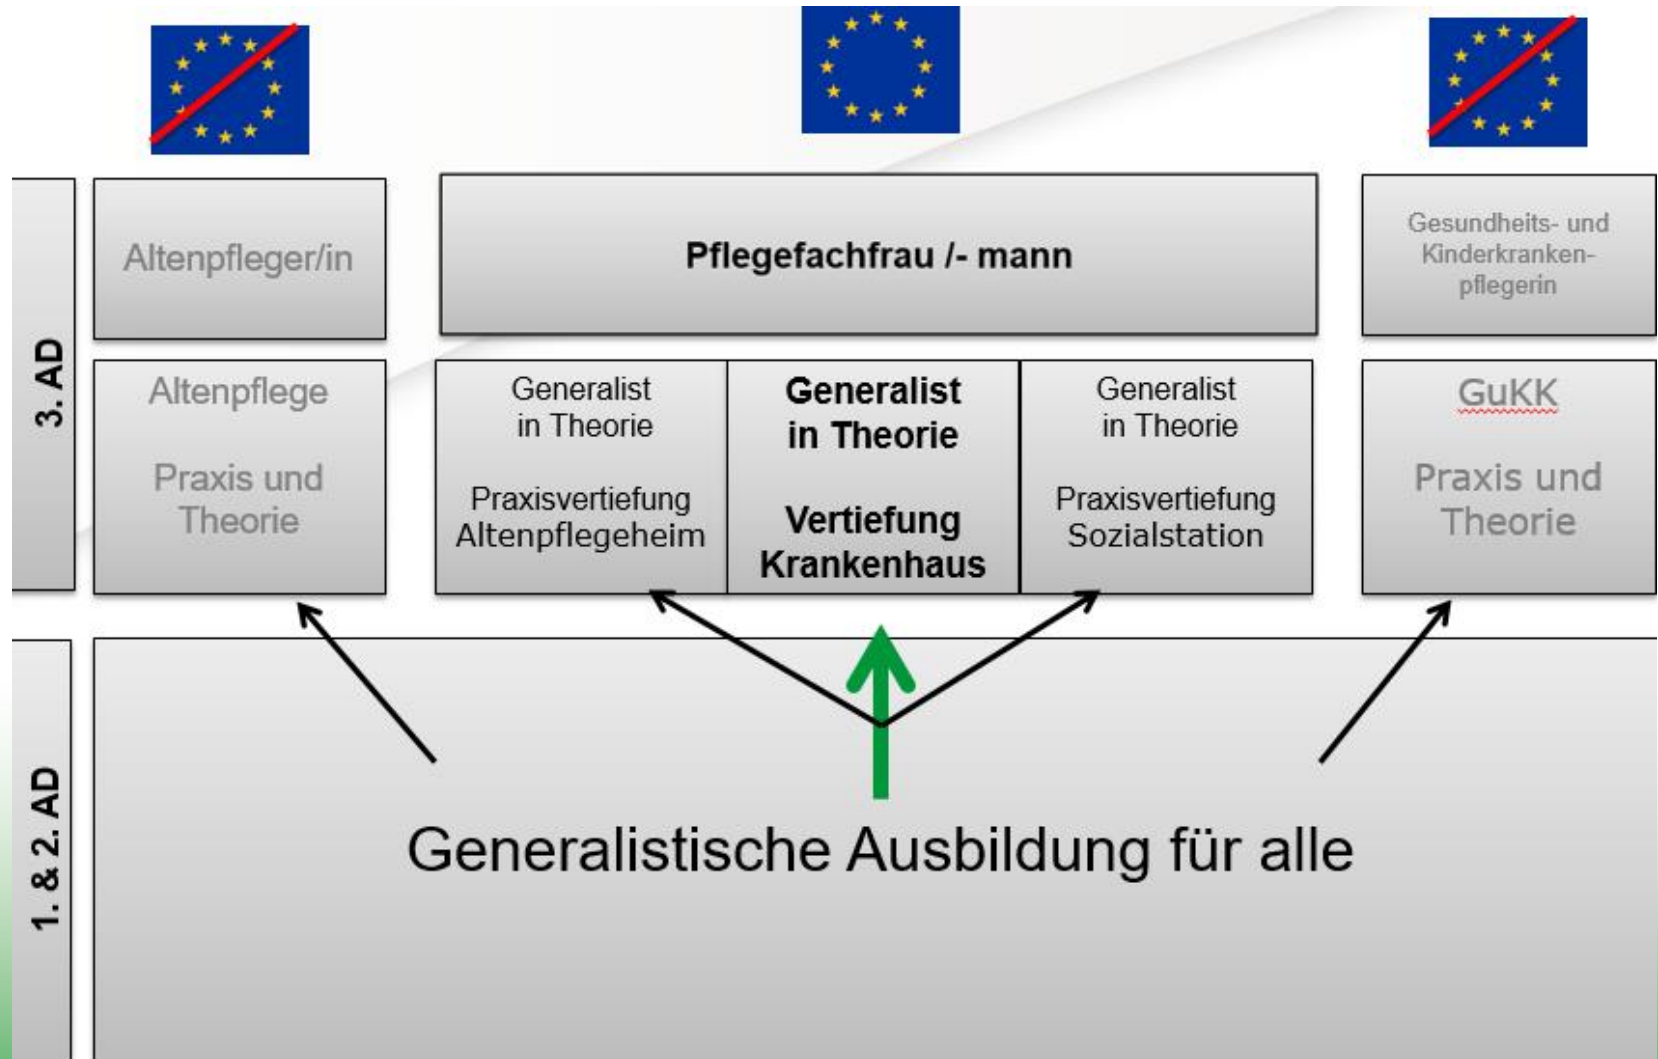 3. AD
Altenpfleger/in
Pflegefachfrau /- mann
Gesundheits- und
Kinderkranken-
pflegerin
Altenpflege
Praxis und
Theorie
Generalist
in Theorie
Praxisvertiefung
Altenpflegeheim
Generalist
in Theorie
Vertiefung
Krankenhaus
Generalist
in Theorie
Praxisvertiefung
Sozialstation
GuKK
Praxis und
Theorie
1. & 2. AD
Generalistische Ausbildung für alle